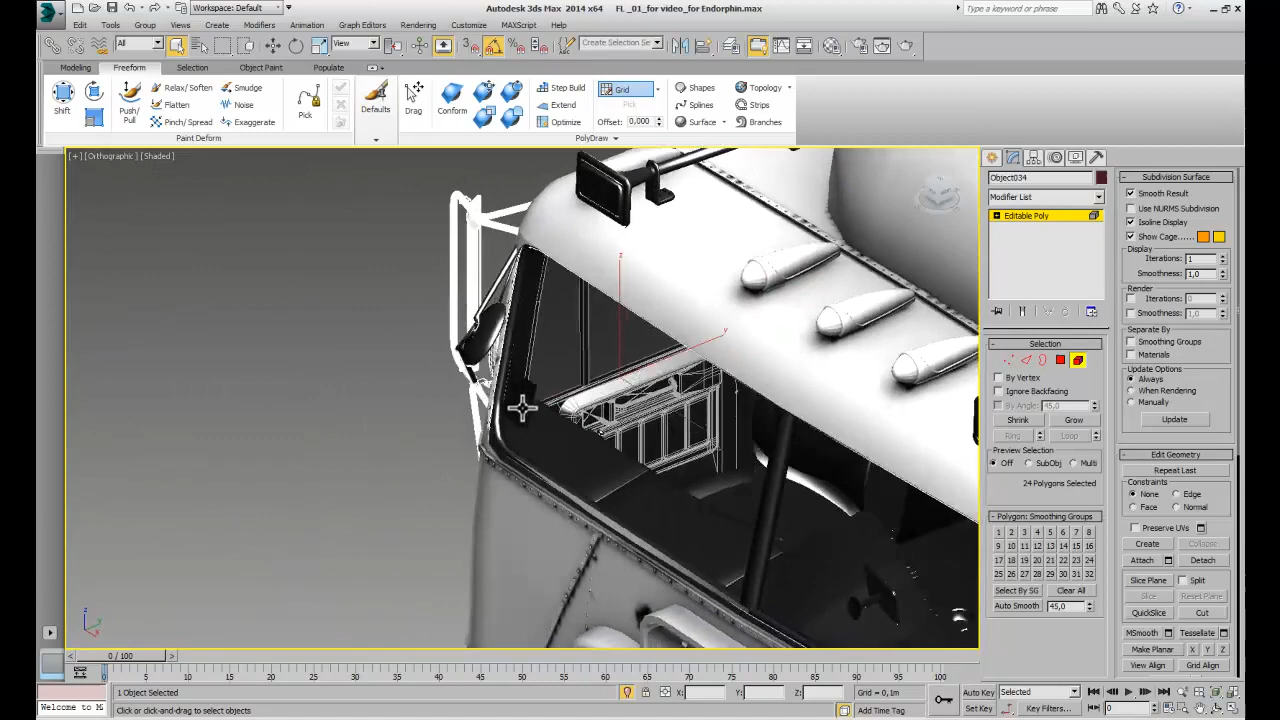 Workspace: Default
Autodesk 3ds Max 2014 x64 FL _01_for video_for Endorphin.max
Type a keyword or phrase
Edit Tools Group Views Create Modifiers Animation Graph Editors Rendering Customize MAXScript Help
All View Create Selection Se
Modeling Freeform Selection Object Paint Populate
Shift
Push/Pull
Relax/ Soften
Flatten
Pinch/ Spread
Smudge
Noise
Exaggerate
Pick
Defaults
Drag
Conform
Step Build
Extend
Optimize
Grid
Pick
Offset: 0,000
Shapes
Splines
Surface
Topology
Strips
Branches
Paint Deform
PolyDraw
[+] [Orthographic] [Shaded]
z
y
z
x
Object034
Modifier List
Editable Poly
Selection
By Vertex
Ignore Backfacing
By Angle: 45,0
Shrink Grow
Ring Loop
Preview Selection
Off SubObj Multi
24 Polygons Selected
Polygon: Smoothing Groups
1 2 3 4 5 6 7 8
9 10 11 12 13 14 15 16
17 18 19 20 21 22 23 24
25 26 27 28 29 30 31 32
Select By SG Clear All
Auto Smooth 45,0
Subdivision Surface
Smooth Result
Use NURMS Subdivision
Isoline Display
Show Cage......
Display
Iterations: 1
Smoothness: 1,0
Render
Iterations: 0
Smoothness: 1,0
Separate By
Smoothing Groups
Materials
Update Options
Always
When Rendering
Manually
Update
Edit Geometry
Repeat Last
Constraints
None Edge
Face Normal
Preserve UVs
Create Collapse
Attach Detach
Slice Plane Split
Slice Reset Plane
QuickSlice Cut
MSmooth Tessellate
Make Planar X Y Z
View Align Grid Align
0 / 100
0 5 10 15 20 25 30 35 40 45 50 55 60 65 70 75 80 85 90 95 100
1 Object Selected
X: Y: Z: Grid = 0,1m
Auto Key Selected
Welcome to M
Click or click-and-drag to select objects
Add Time Tag
Set Key Key Filters... 0